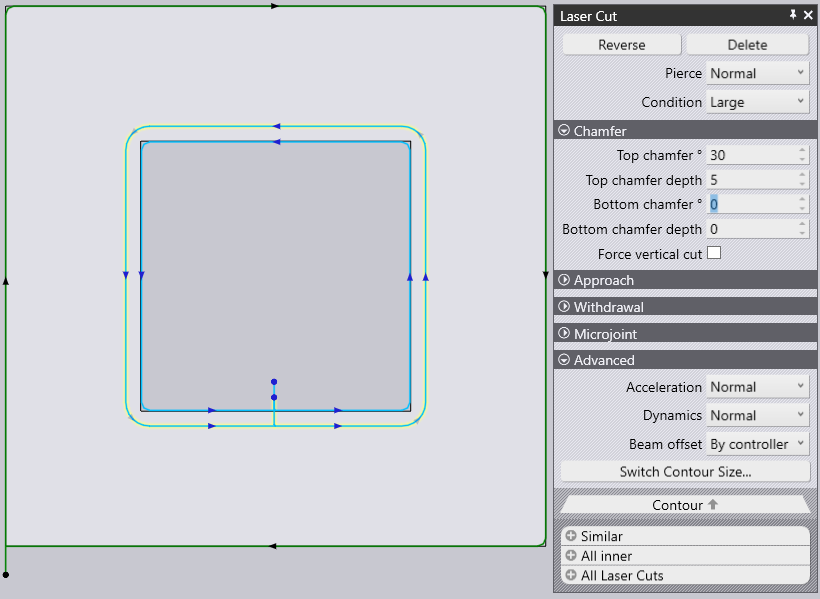 Laser Cut
Reverse Delete
Pierce Normal
Condition Large
Chamfer
Top chamfer ° 30
Top chamfer depth 5
Bottom chamfer ° 0
Bottom chamfer depth 0
Force vertical cut
Approach
Withdrawal
Microjoint
Advanced
Acceleration Normal
Dynamics Normal
Beam offset By controller
Switch Contour Size...
Contour
Similar
All inner
All Laser Cuts